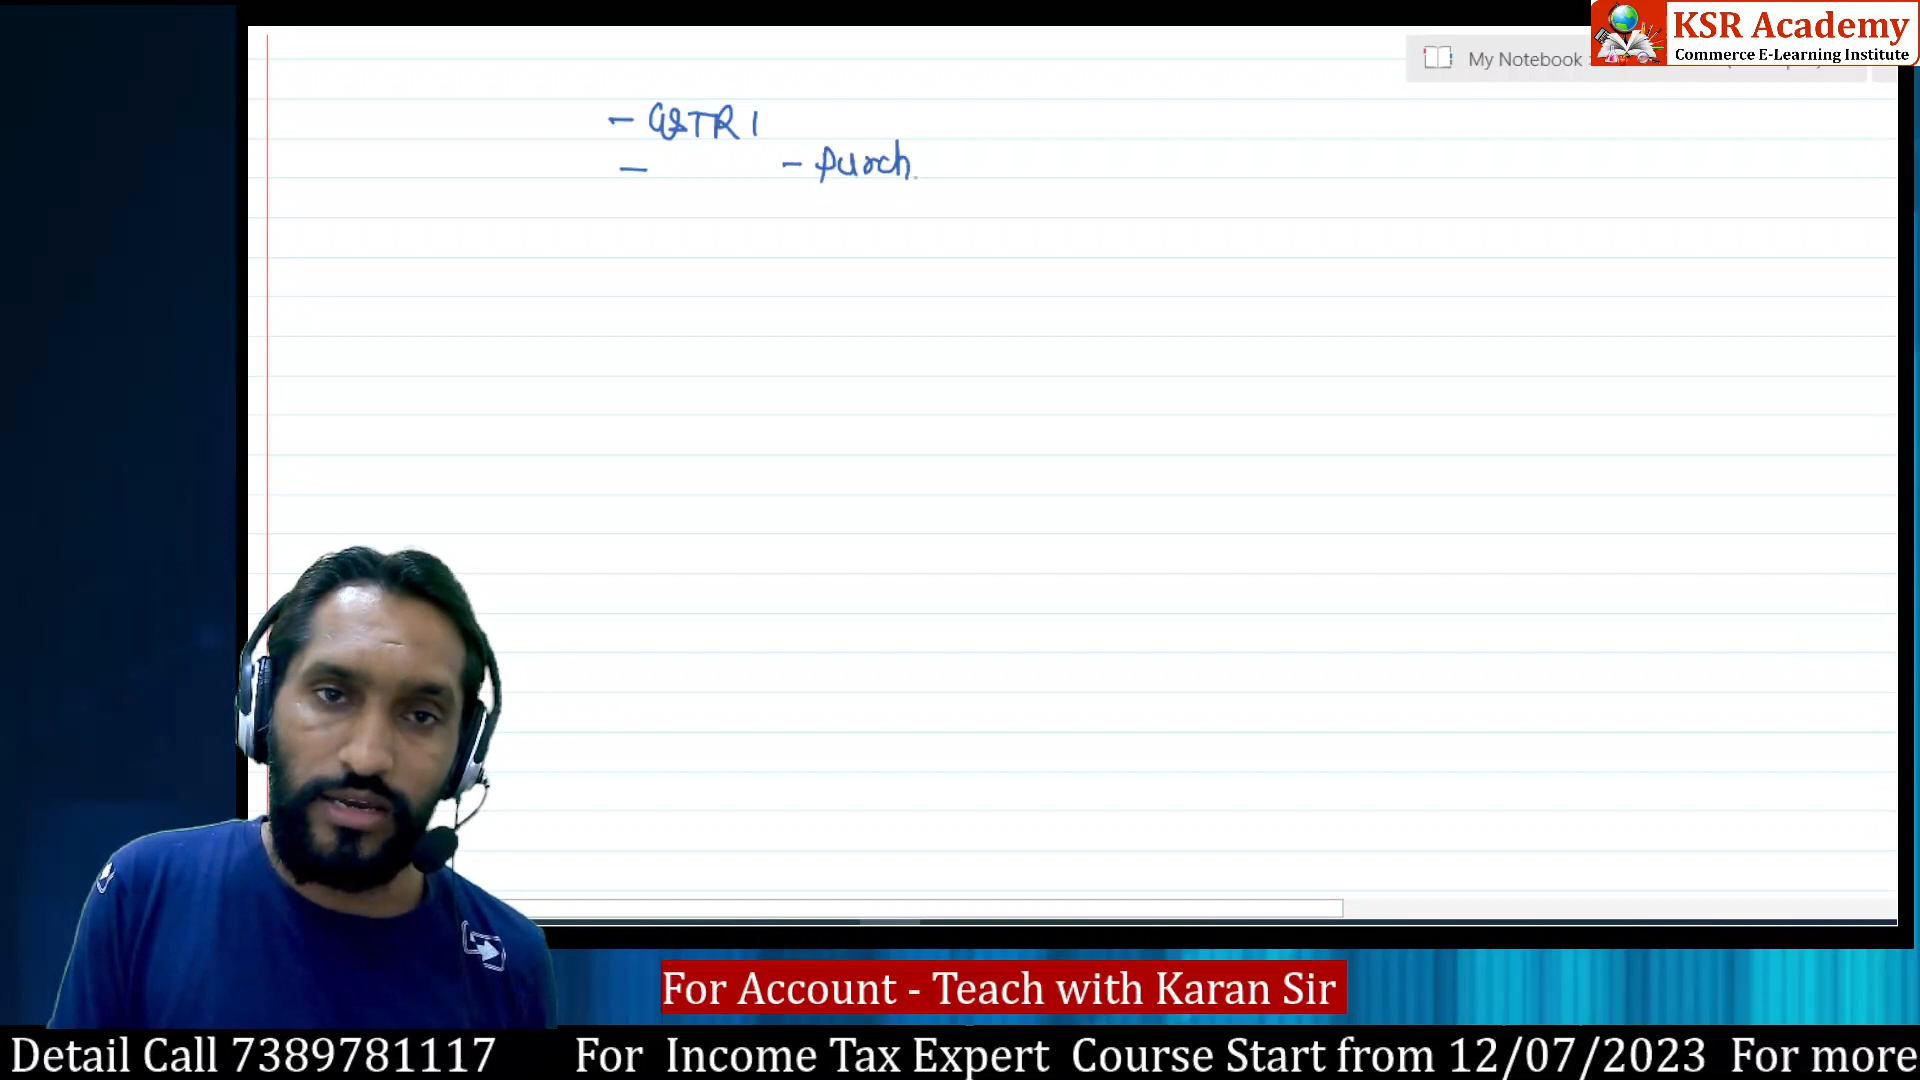 KSR Academy
Commerce E-Learning Institute
My Notebook
- GSTR 1
- - Purch.
For Account - Teach with Karan Sir
Detail Call 7389781117 For Income Tax Expert Course Start from 12/07/2023 For more